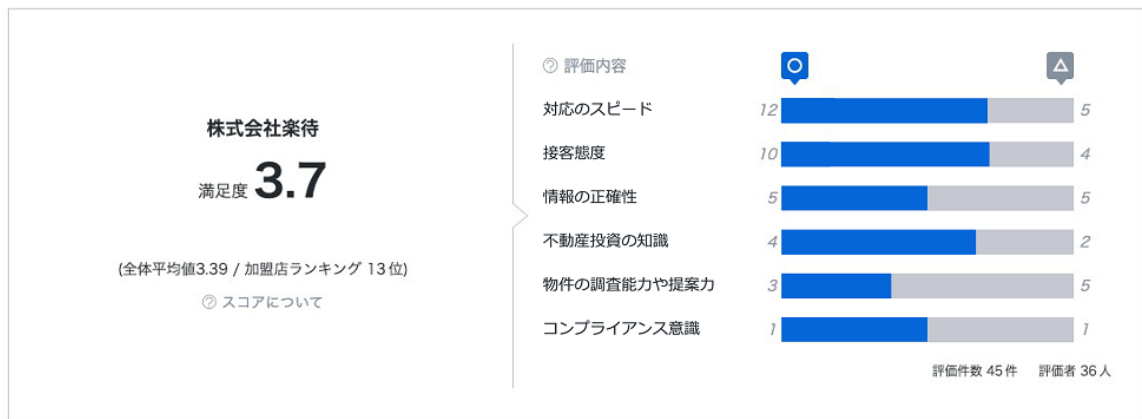 株式会社楽待
満足度 3.7
(全体平均値3.39 / 加盟店ランキング 13位)
? スコアについて
? 評価内容
対応のスピード 12 5
接客態度 10 4
情報の正確性 5 5
不動産投資の知識 4 2
物件の調査能力や提案力 3 5
コンプライアンス意識 1 1
評価件数 45件 評価者 36人